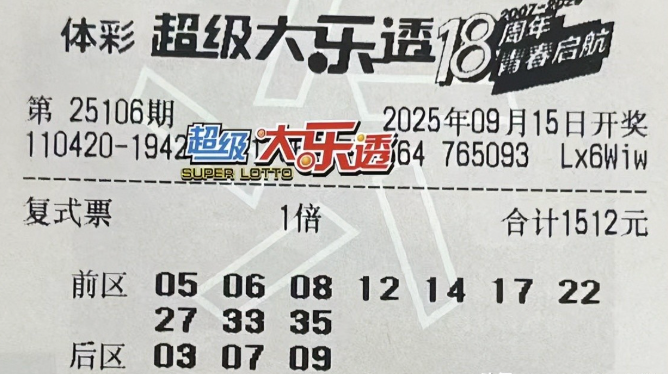 体彩 超级大乐透 18周年 青春启航
第 25106期 2025年09月15日开奖
110420-1942 64 765093 Lx6Wiw
超级大乐透
SUPER LOTTO
复式票 1倍 合计1512元
前区 05 06 08 12 14 17 22
27 33 35
后区 03 07 09